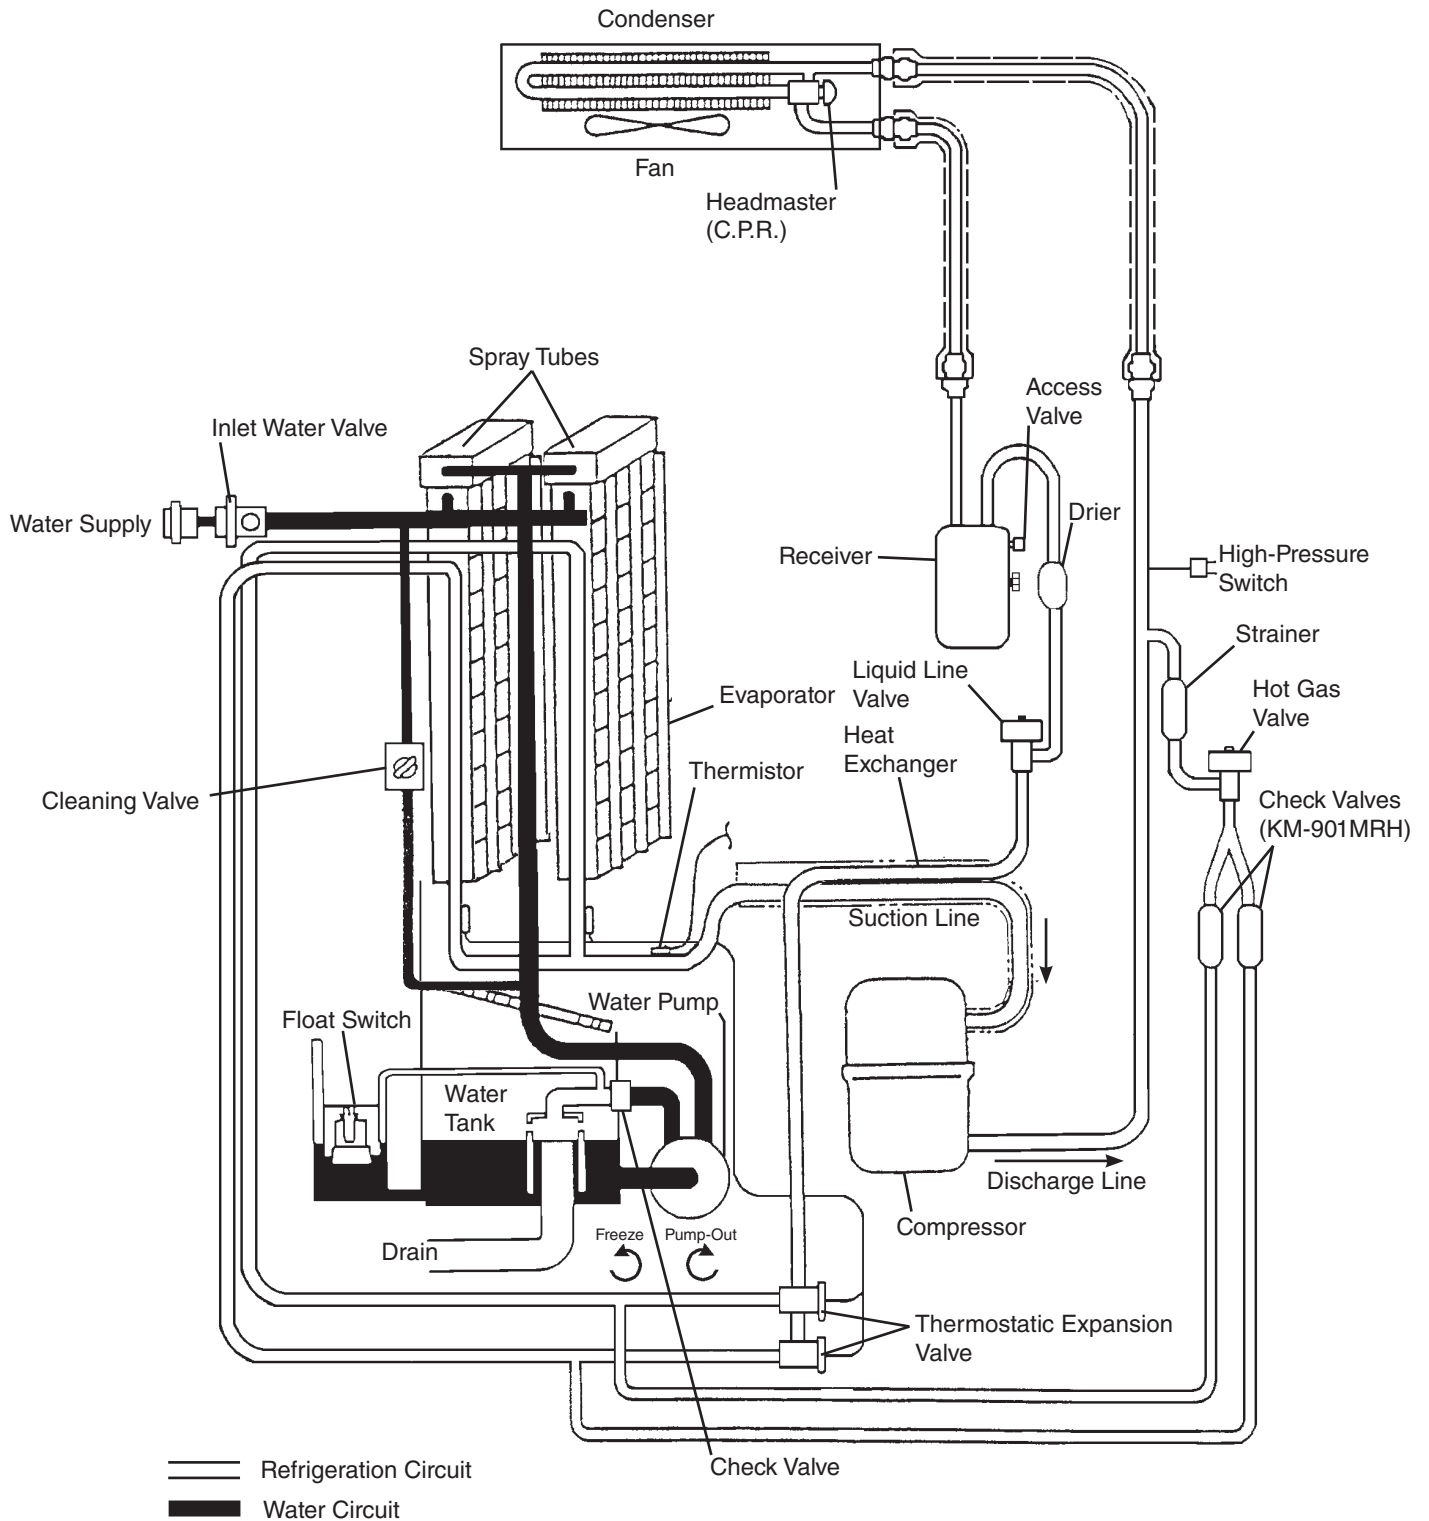 Condenser
Fan
Headmaster
(C.P.R.)
Spray Tubes
Access
Valve
Inlet Water Valve
Water Supply
Drier
Receiver
High-Pressure
Switch
Strainer
Liquid Line
Valve
Evaporator
Hot Gas
Valve
Heat
Exchanger
Thermistor
Cleaning Valve
Check Valves
(KM-901MRH)
Suction Line
Water Pump
Float Switch
Water
Tank
Discharge Line
Compressor
Freeze
Pump-Out
Drain
Thermostatic Expansion
Valve
Check Valve
Refrigeration Circuit
Water Circuit